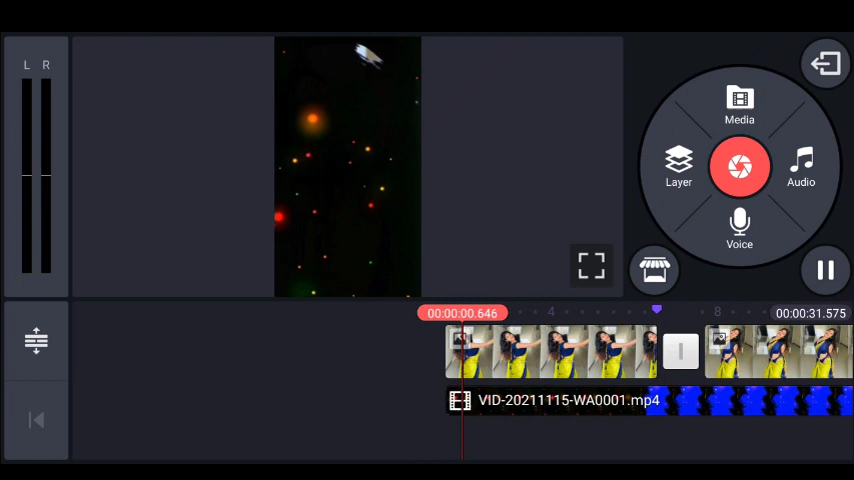 L R
Media
Layer
Audio
Voice
00:00:00.646
4
8
00:00:31.575
VID-20211115-WA0001.mp4